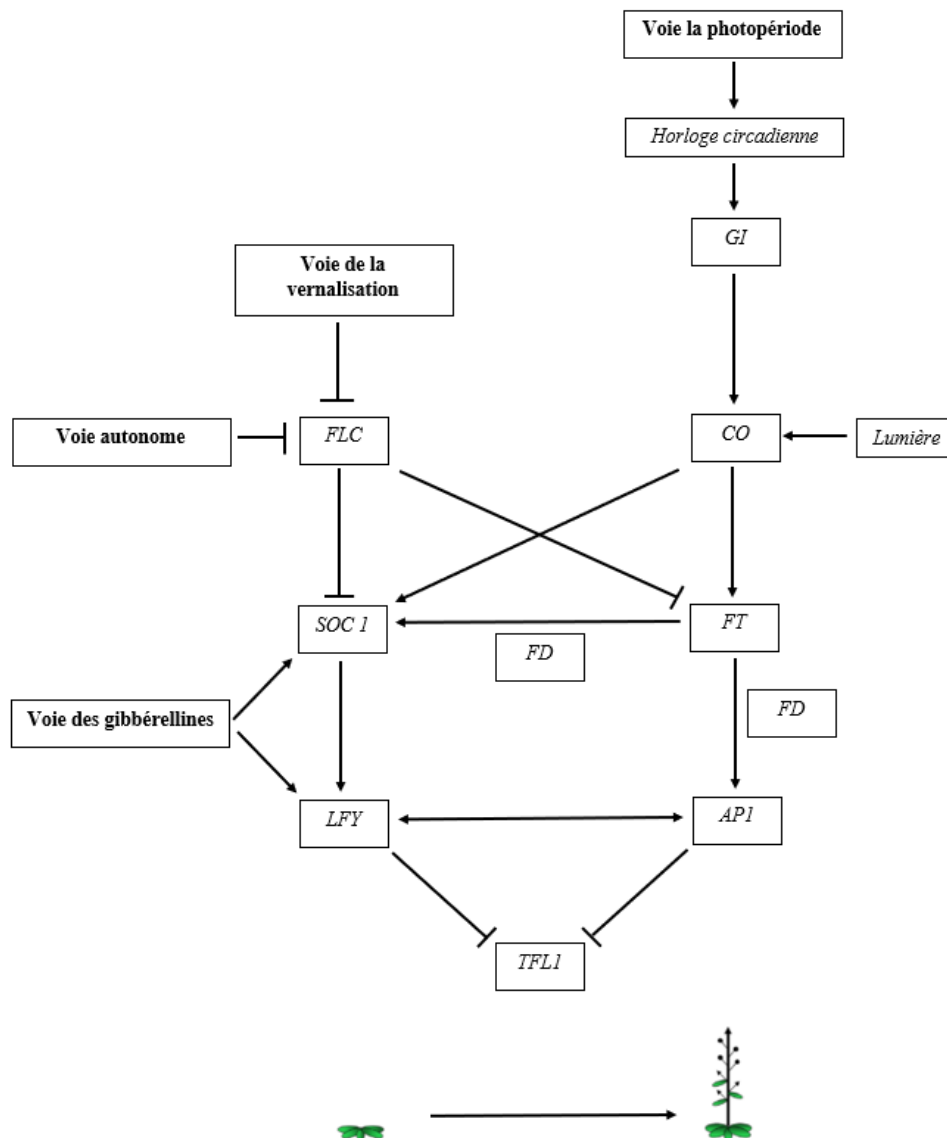 Voie la photopériode
Horloge circadienne
GI
Voie de la
vernalisation
Voie autonome
FLC
CO
Lumière
SOC 1
FT
FD
Voie des gibbérellines
FD
LFY
AP1
TFL1